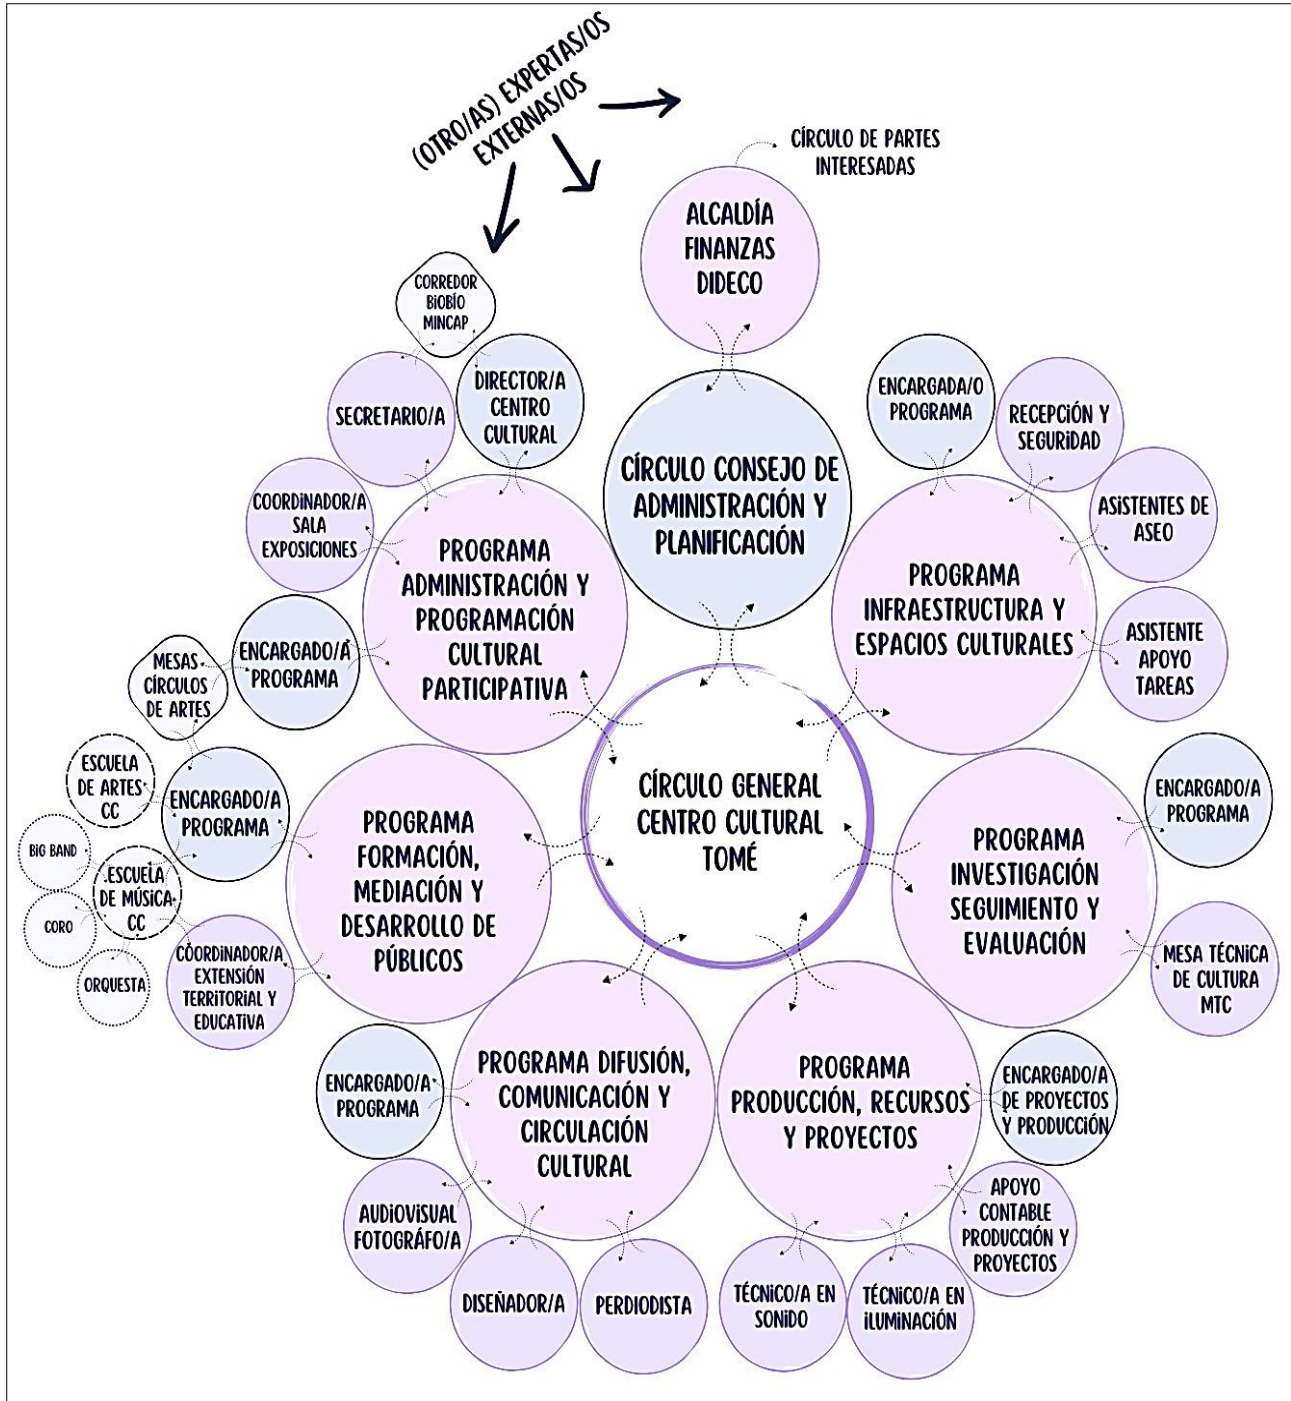 (OTRO/AS) EXPERTAS/OS
EXTERNAS/OS
CÍRCULO DE PARTES
INTERESADAS
ALCALDÍA
FINANZAS
DIDECO
CORREDOR
BIOBÍO
MINCAP
SECRETARIO/A
DIRECTOR/A
CENTRO
CULTURAL
COORDINADOR/A
SALA
EXPOSICIONES
CÍRCULO CONSEJO DE
ADMINISTRACIÓN Y
PLANIFICACIÓN
ENCARGADA/O
PROGRAMA
RECEPCIÓN Y
SEGURIDAD
ASISTENTES DE
ASEO
ASISTENTE
APOYO
TAREAS
PROGRAMA
ADMINISTRACIÓN Y
PROGRAMACIÓN
CULTURAL
PARTICIPATIVA
PROGRAMA
INFRAESTRUCTURA Y
ESPACIOS CULTURALES
ENCARGADO/A
PROGRAMA
MESAS
CÍRCULOS
DE ARTES
ESCUELA
DE ARTES
CC
ENCARGADO/A
PROGRAMA
BIG BAND
ESCUELA
DE MÚSICA
CC
CORO
ORQUESTA
COORDINADOR/A
EXTENSIÓN
TERRITORIAL Y
EDUCATIVA
PROGRAMA
FORMACIÓN,
MEDIACIÓN Y
DESARROLLO DE
PÚBLICOS
CÍRCULO GENERAL
CENTRO CULTURAL
TOMÉ
PROGRAMA
INVESTIGACIÓN
SEGUIMIENTO Y
EVALUACIÓN
ENCARGADO/A
PROGRAMA
MESA TÉCNICA
DE CULTURA
MTC
ENCARGADO/A
PROGRAMA
PROGRAMA DIFUSIÓN,
COMUNICACIÓN Y
CIRCULACIÓN
CULTURAL
PROGRAMA
PRODUCCIÓN, RECURSOS
Y PROYECTOS
ENCARGADO/A
DE PROYECTOS
Y PRODUCCIÓN
AUDIOVISUAL
FOTOGRÁFO/A
DISEÑADOR/A
PERDIODISTA
TÉCNICO/A EN
SONIDO
TÉCNICO/A EN
ILUMINACIÓN
APOYO
CONTABLE
PRODUCCIÓN Y
PROYECTOS